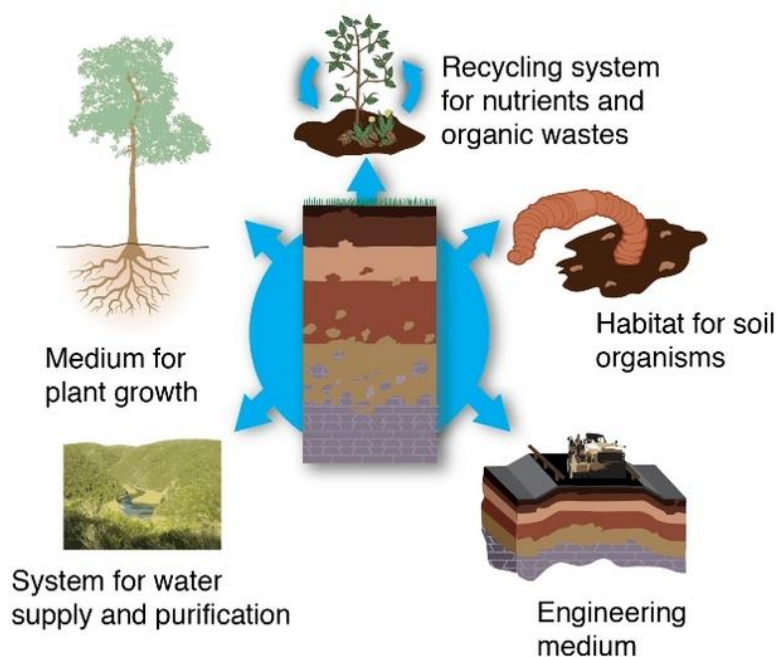 Recycling system
for nutrients and
organic wastes
Medium for
plant growth
Habitat for soil
organisms
System for water
supply and purification
Engineering
medium